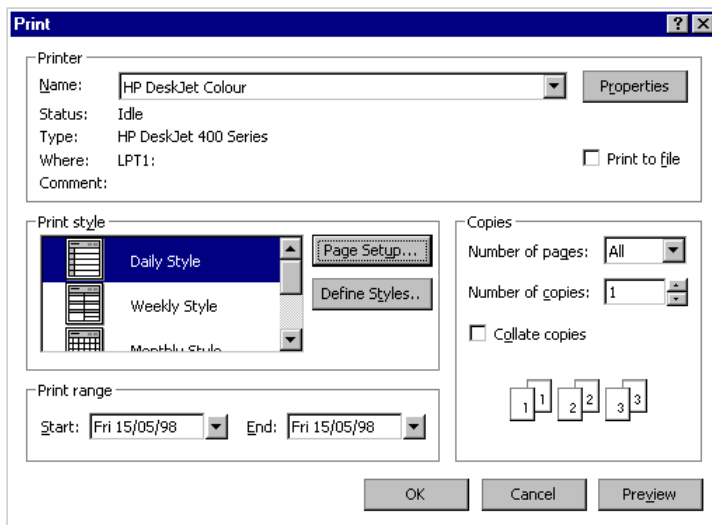 Print
Printer
Name: HP DeskJet Colour Properties
Status: Idle
Type: HP DeskJet 400 Series
Where: LPT1: Print to file
Comment:
Print style
Daily Style
Weekly Style
Monthly Style
Page Setup...
Define Styles..
Copies
Number of pages: All
Number of copies: 1
Collate copies
1 1 2 2 3 3
Print range
Start: Fri 15/05/98 End: Fri 15/05/98
OK Cancel Preview